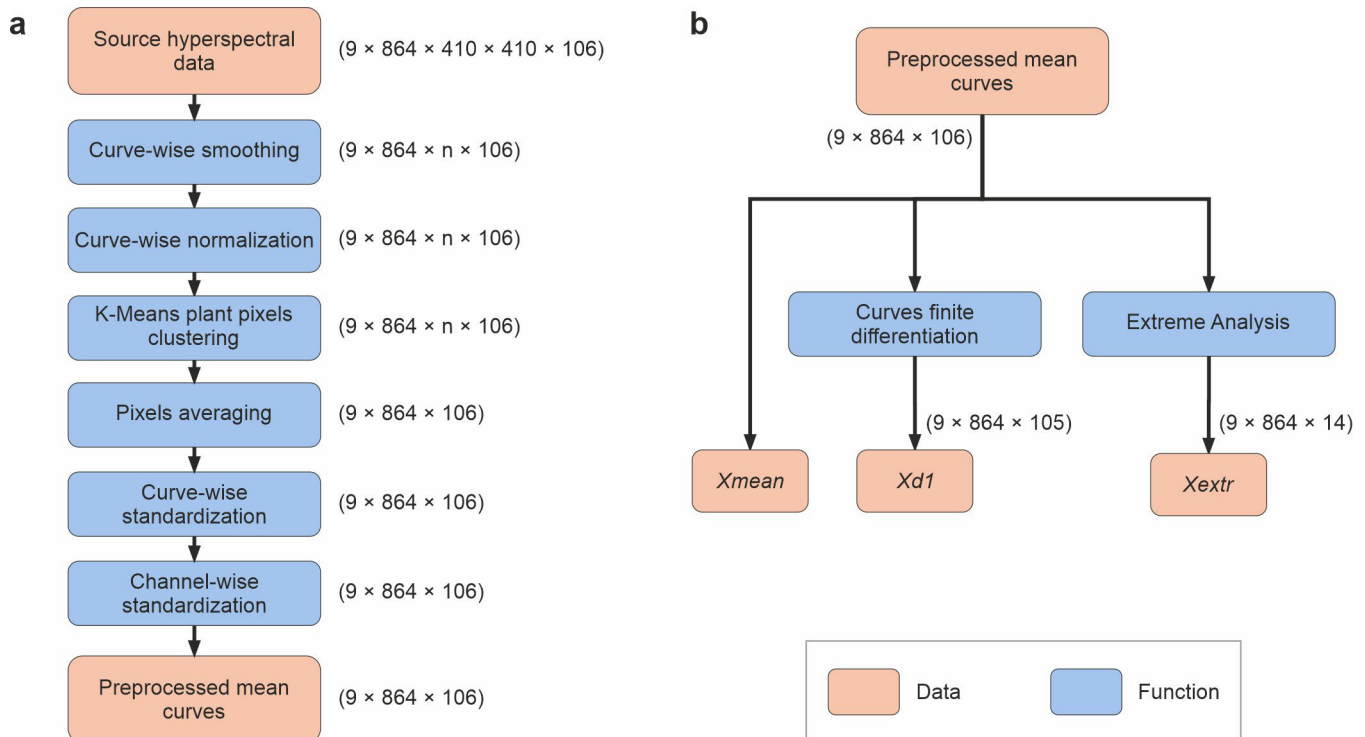 a
Source hyperspectral
data
(9 × 864 × 410 × 410 × 106)
Curve-wise smoothing
(9 × 864 × n × 106)
Curve-wise normalization
(9 × 864 × n × 106)
K-Means plant pixels
clustering
(9 × 864 × n × 106)
Pixels averaging
(9 × 864 × 106)
Curve-wise
standardization
(9 × 864 × 106)
Channel-wise
standardization
(9 × 864 × 106)
Preprocessed mean
curves
(9 × 864 × 106)
b
Preprocessed mean
curves
(9 × 864 × 106)
Curves finite
differentiation
Extreme Analysis
(9 × 864 × 105)
(9 × 864 × 14)
Xmean
Xd1
Xextr
Data
Function